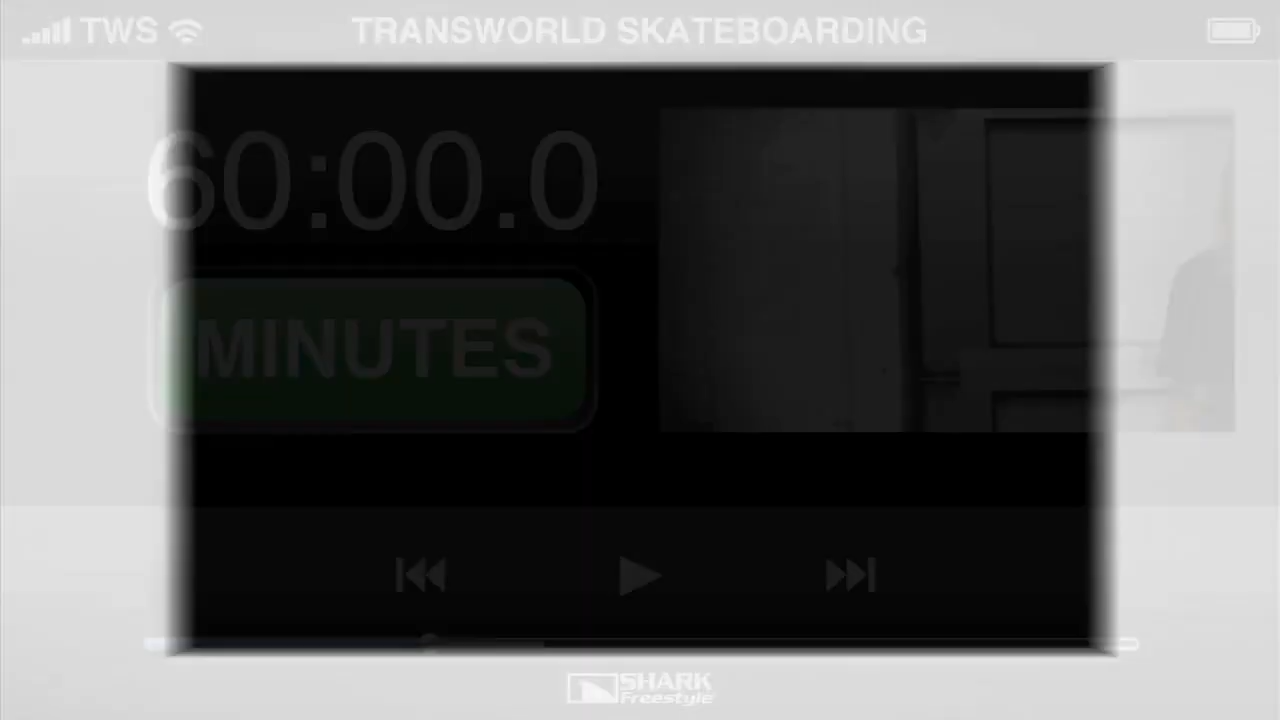 TWS TRANSWORLD SKATEBOARDING
60:00.0
MINUTES
SHARK
Freestyle